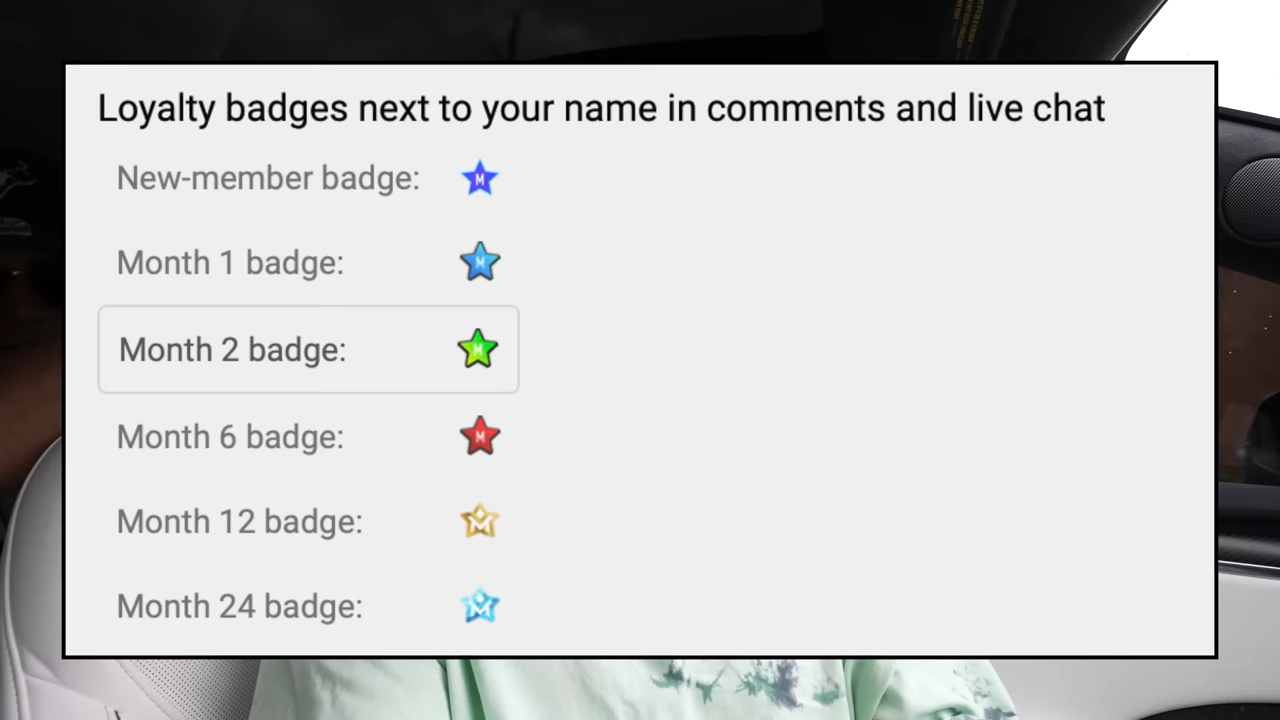 Loyalty badges next to your name in comments and live chat
New-member badge: M
Month 1 badge: M
Month 2 badge: M
Month 6 badge: M
Month 12 badge: M
Month 24 badge: M